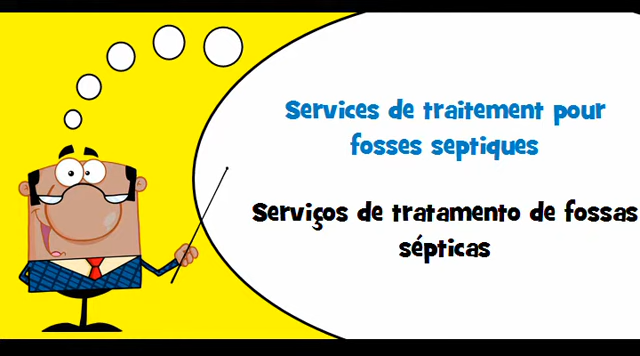 Services de traitement pour
fosses septiques
Serviços de tratamento de fossas
sépticas